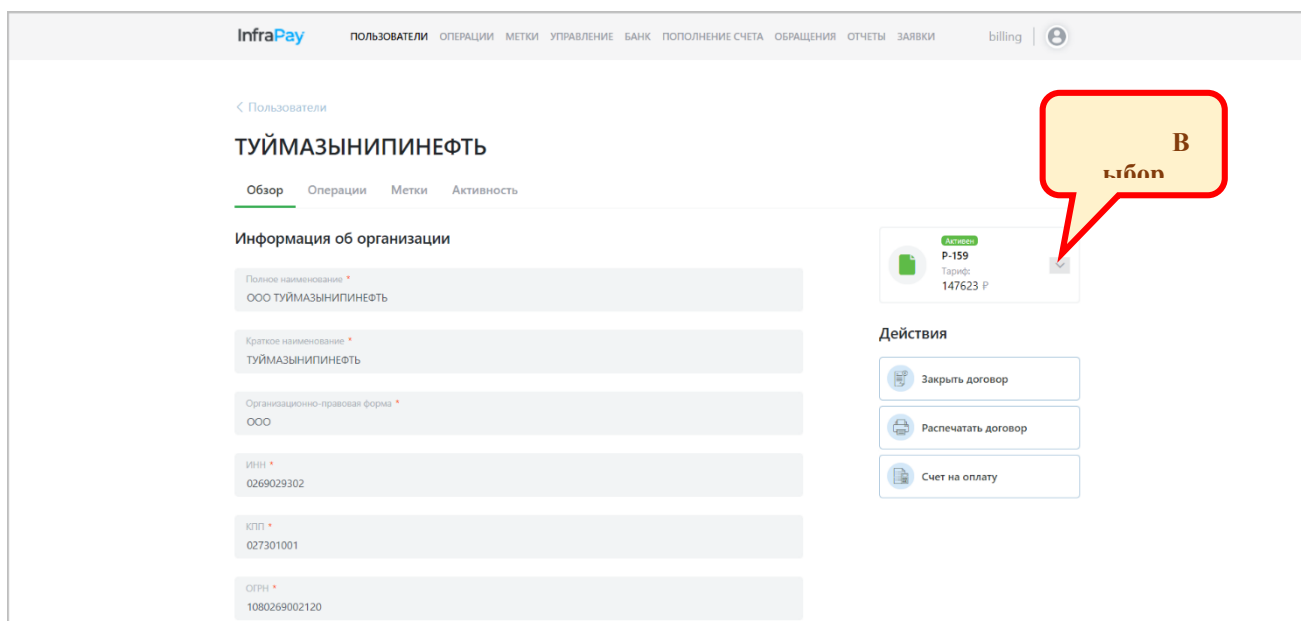 InfraPay ПОЛЬЗОВАТЕЛИ ОПЕРАЦИИ МЕТКИ УПРАВЛЕНИЕ БАНК ПОПОЛНЕНИЕ СЧЕТА ОБРАЩЕНИЯ ОТЧЕТЫ ЗАЯВКИ billing
Пользователи
ТУЙМАЗЫНИПИНЕФТЬ
Обзор Операции Метки Активность
В
ыбор
Информация об организации
Полное наименование *
ООО ТУЙМАЗЫНИПИНЕФТЬ
Краткое наименование *
ТУЙМАЗЫНИПИНЕФТЬ
Организационно-правовая форма *
ООО
ИНН *
0269029302
КПП *
027301001
ОГРН *
1080269002120
Активен
Р-159
Тариф:
147623 ₽
Действия
Закрыть договор
Распечатать договор
Счет на оплату